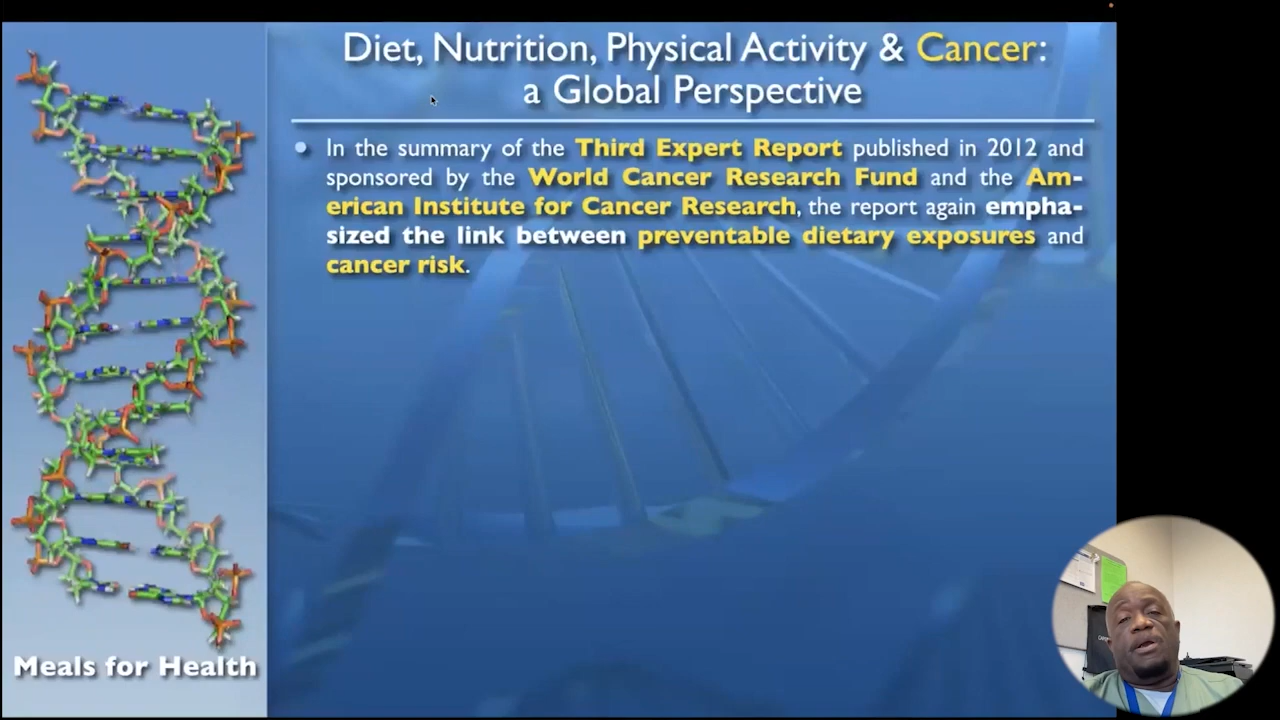 Diet, Nutrition, Physical Activity & Cancer:
a Global Perspective
In the summary of the Third Expert Report published in 2012 and
sponsored by the World Cancer Research Fund and the Am-
erican Institute for Cancer Research, the report again empha-
sized the link between preventable dietary exposures and
cancer risk.
Meals for Health